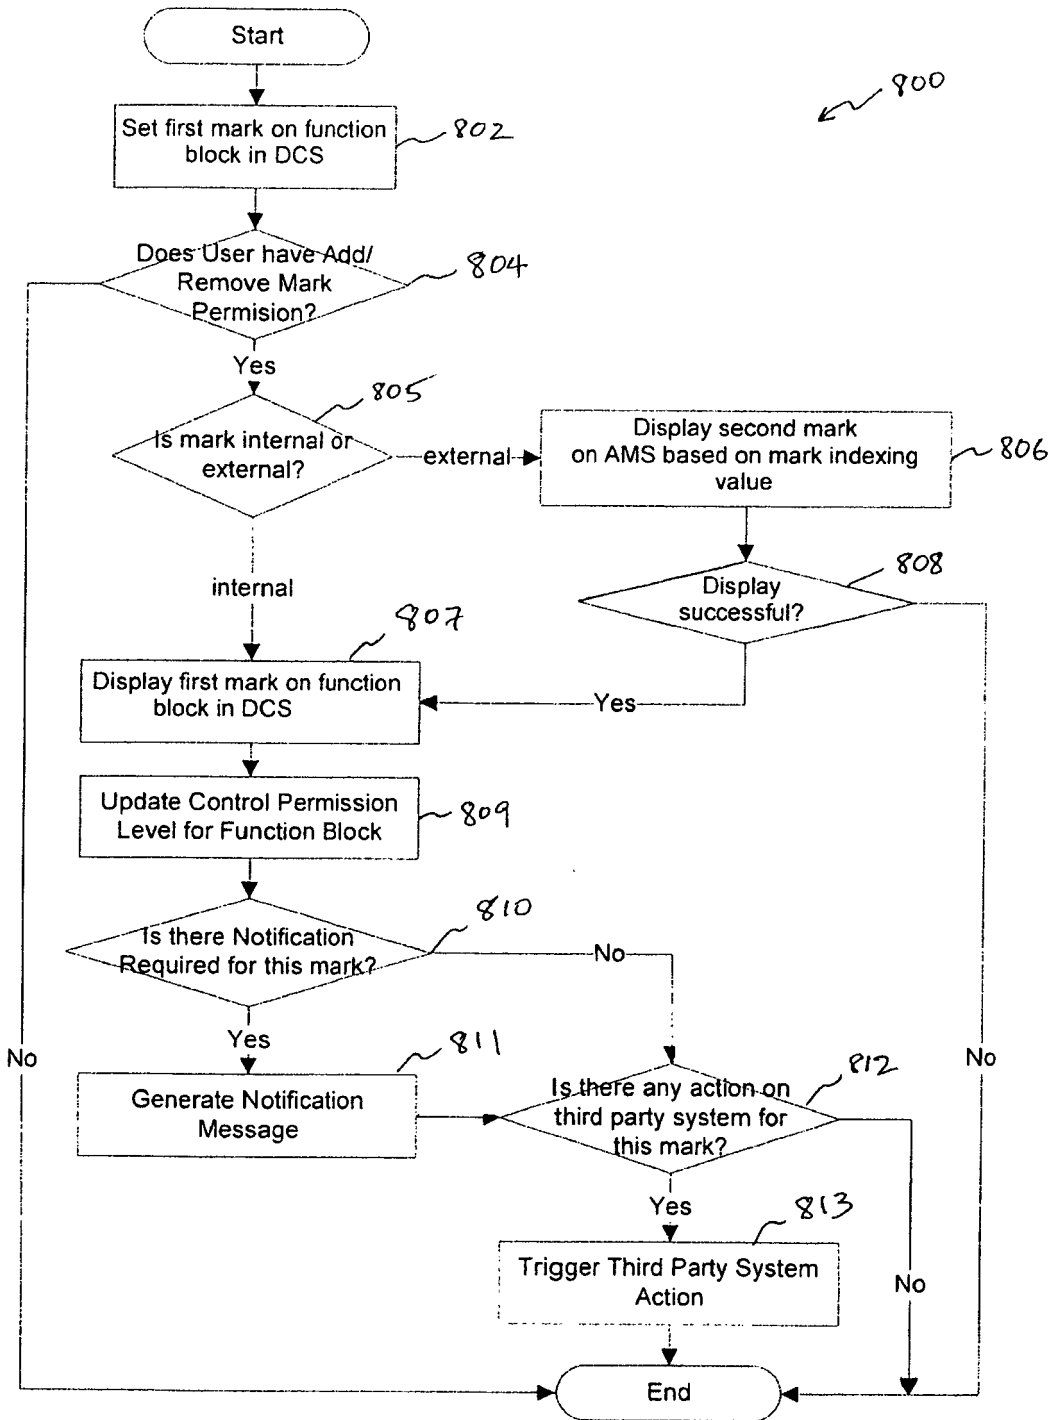 Start
800
Set first mark on function
block in DCS
802
Does User have Add/
Remove Mark
Permision?
804
Yes
805
Is mark internal or
external?
external
Display second mark
on AMS based on mark indexing
value
806
internal
808
Display
successful?
807
Display first mark on function
block in DCS
Yes
Update Control Permission
Level for Function Block
809
810
Is there Notification
Required for this mark?
No
Yes
811
No
No
812
Generate Notification
Message
Is there any action on
third party system for
this mark?
Yes
813
Trigger Third Party System
Action
No
End